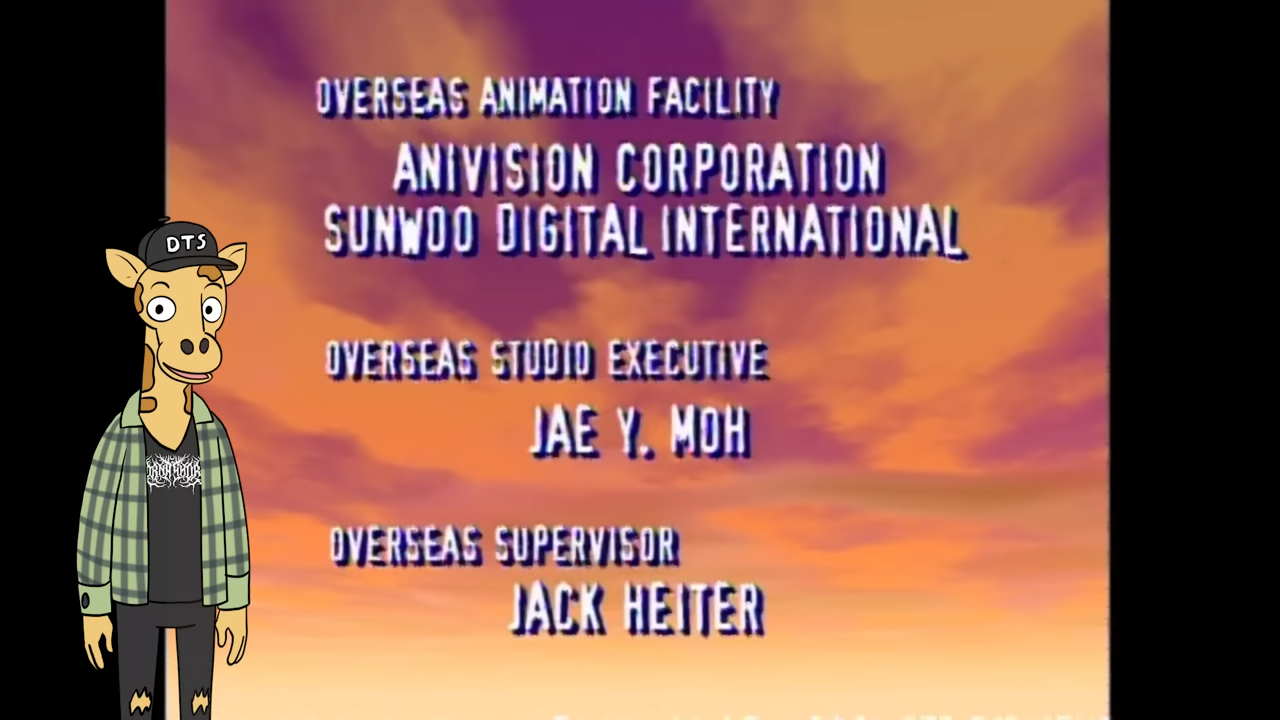 OVERSEAS ANIMATION FACILITY
ANIVISION CORPORATION
SUNWOO DIGITAL INTERNATIONAL
OVERSEAS STUDIO EXECUTIVE
JAE Y. MOH
OVERSEAS SUPERVISOR
JACK HEITER
DTS